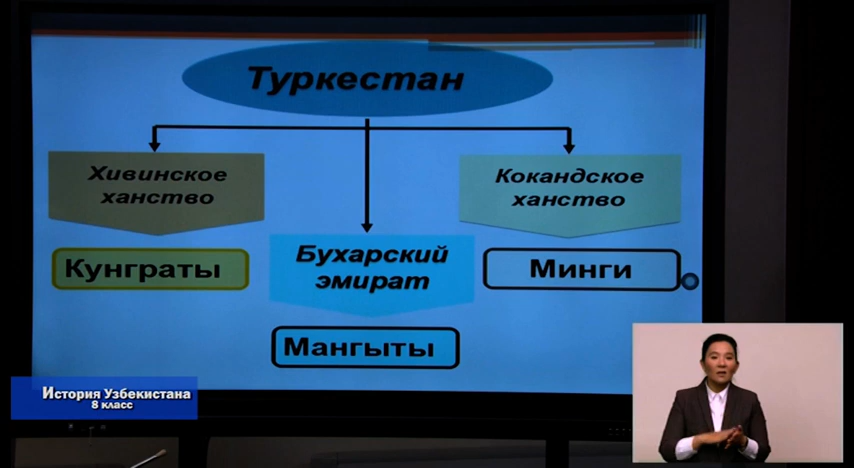 Туркестан
Хивинское
ханство
Кунграты
Бухарский
эмират
Мангыты
Кокандское
ханство
Минги
История Узбекистана
8 класс